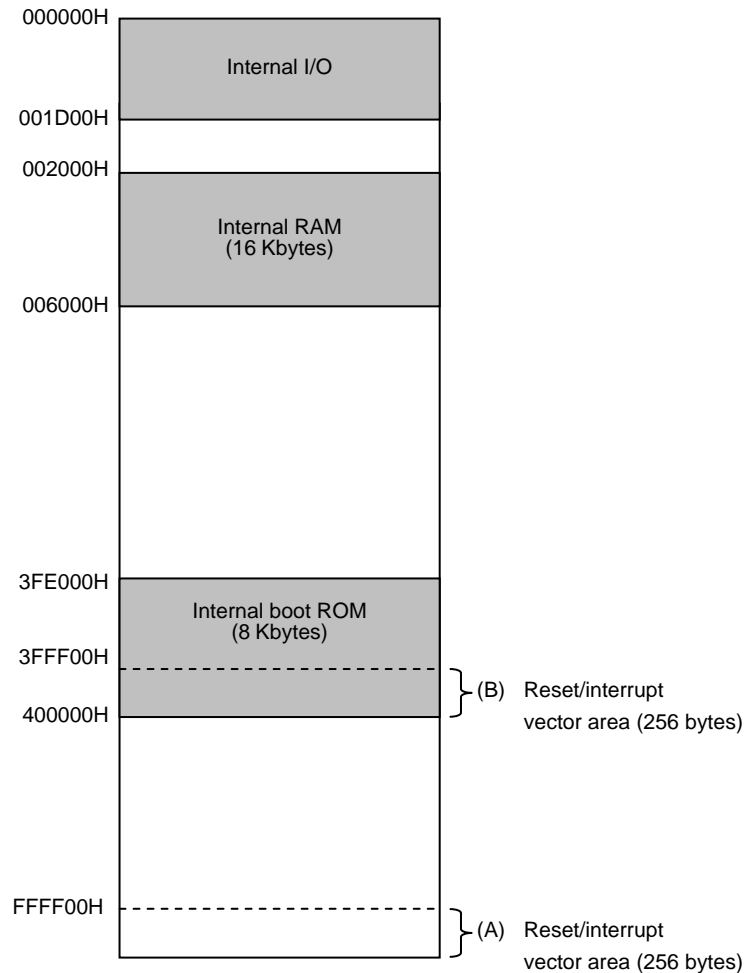 000000H
Internal I/O
001D00H
002000H
Internal RAM
(16 Kbytes)
006000H
3FE000H
Internal boot ROM
(8 Kbytes)
3FFF00H
(B) Reset/interrupt
vector area (256 bytes)
400000H
FFFF00H
(A) Reset/interrupt
vector area (256 bytes)